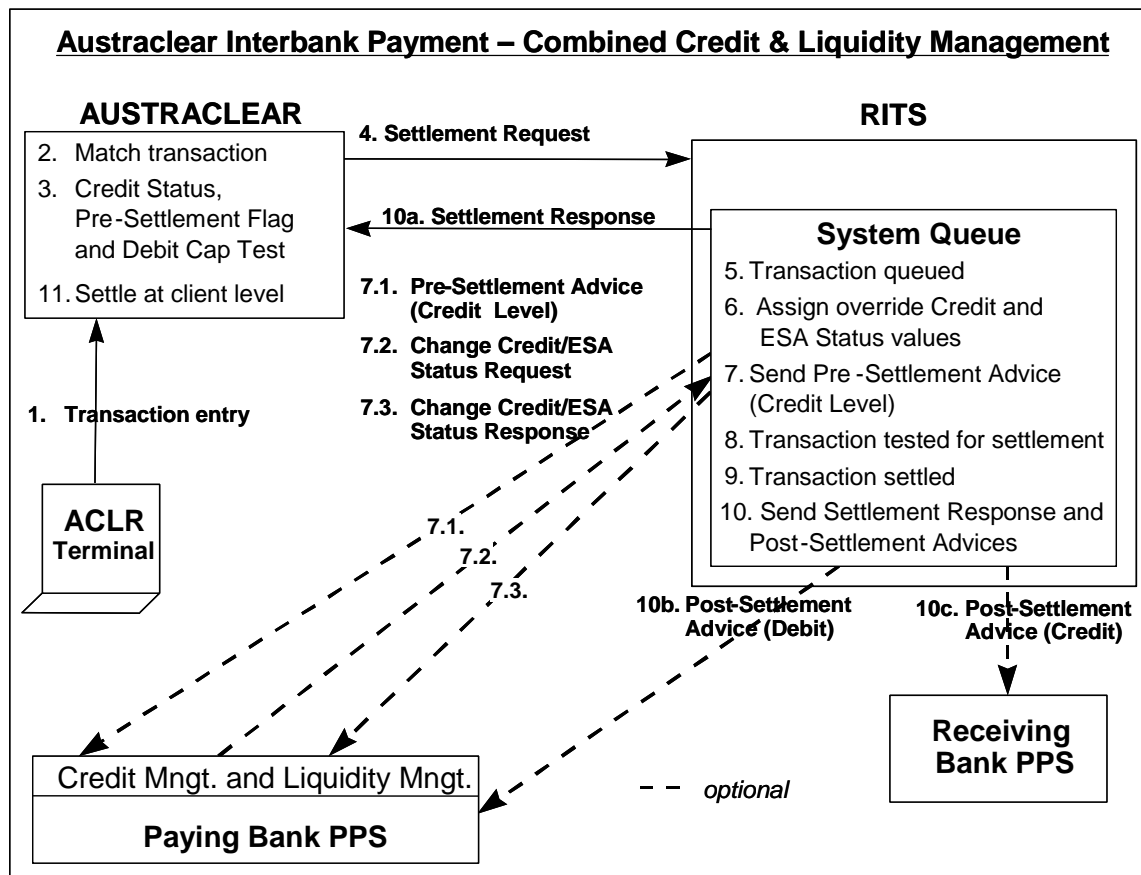 Austraclear Interbank Payment – Combined Credit & Liquidity Management
AUSTRACLEAR
2. Match transaction
3. Credit Status,
Pre-Settlement Flag
and Debit Cap Test
11. Settle at client level
4. Settlement Request
10a. Settlement Response
RITS
System Queue
5. Transaction queued
6. Assign override Credit and
ESA Status values
7. Send Pre-Settlement Advice
(Credit Level)
8. Transaction tested for settlement
9. Transaction settled
10. Send Settlement Response and
Post-Settlement Advices
7.1. Pre-Settlement Advice
(Credit Level)
7.2. Change Credit/ESA
Status Request
7.3. Change Credit/ESA
Status Response
1. Transaction entry
ACLR
Terminal
7.1.
7.2.
7.3.
10b. Post-Settlement
Advice (Debit)
10c. Post-Settlement
Advice (Credit)
Receiving
Bank PPS
Credit Mngt. and Liquidity Mngt.
Paying Bank PPS
optional